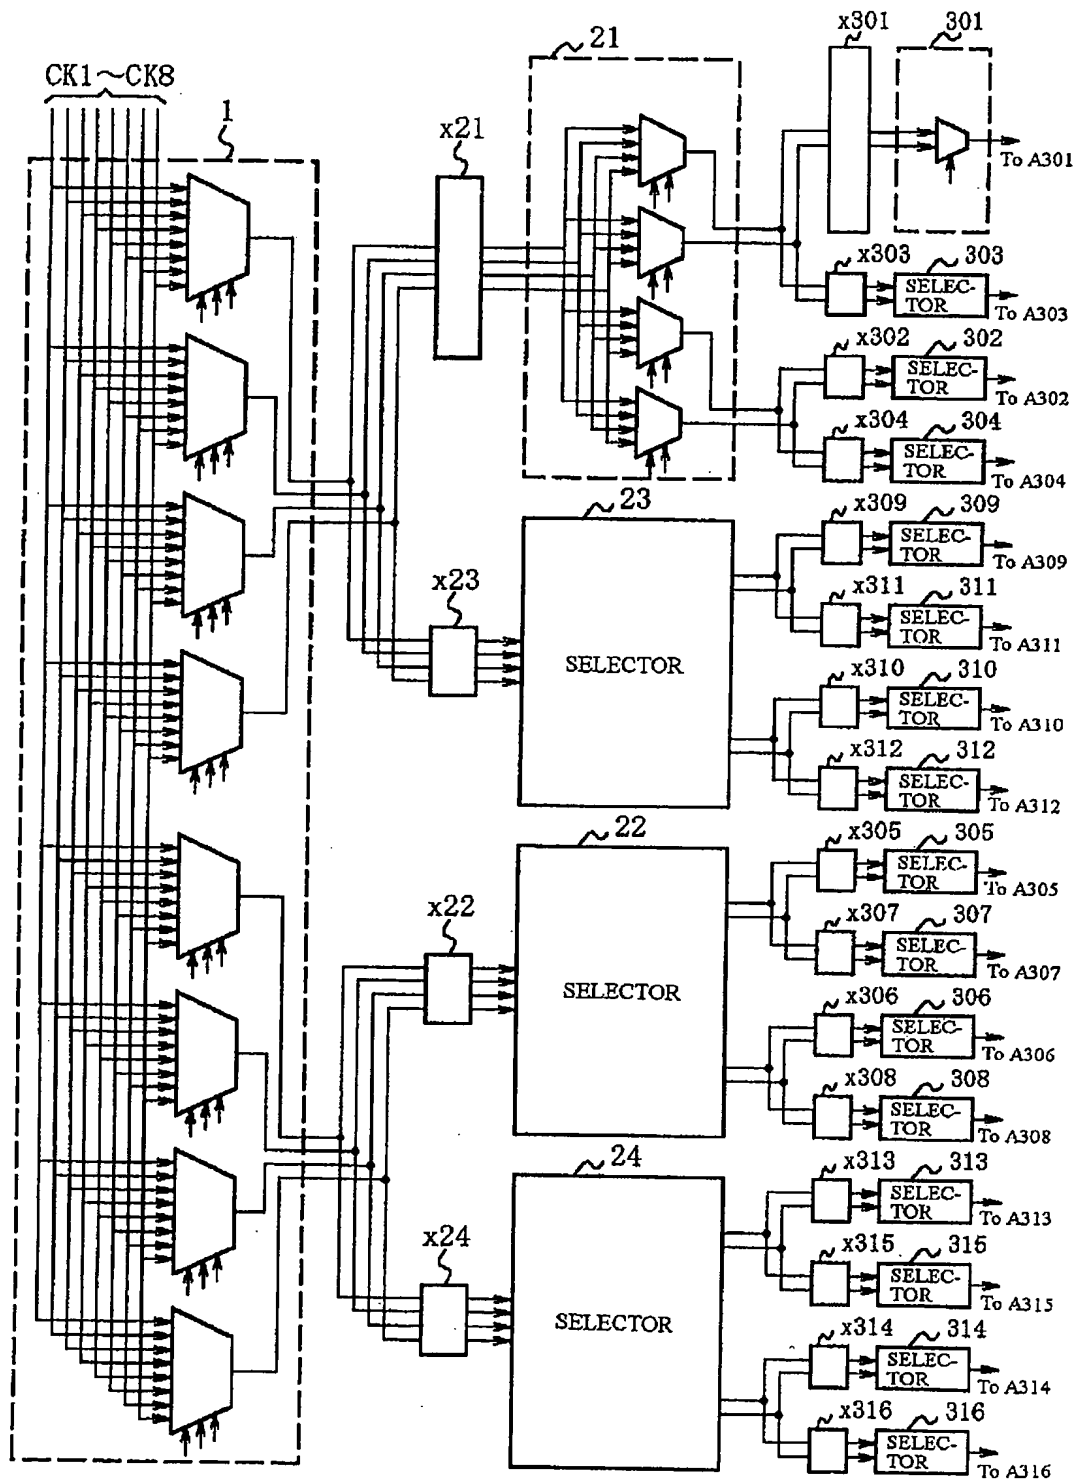 CK1~CK8
1
x21
21
x301
301
To A301
x303
303
SELEC-
TOR
To A303
x302
302
SELEC-
TOR
To A302
x304
304
SELEC-
TOR
To A304
x23
23
SELECTOR
x309
309
SELEC-
TOR
To A309
x311
311
SELEC-
TOR
To A311
x310
310
SELEC-
TOR
To A310
x312
312
SELEC-
TOR
To A312
x22
22
SELECTOR
x305
305
SELEC-
TOR
To A305
x307
307
SELEC-
TOR
To A307
x306
306
SELEC-
TOR
To A306
x308
308
SELEC-
TOR
To A308
x24
24
SELECTOR
x313
313
SELEC-
TOR
To A313
x315
315
SELEC-
TOR
To A315
x314
314
SELEC-
TOR
To A314
x316
316
SELEC-
TOR
To A316